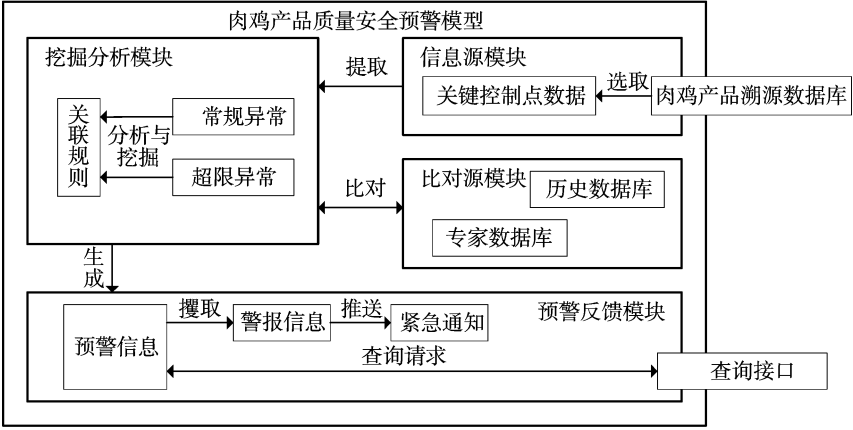 肉鸡产品质量安全预警模型
挖掘分析模块
关联规则
分析与
挖掘
常规异常
超限异常
提取
信息源模块
关键控制点数据
选取
肉鸡产品溯源数据库
比对
比对源模块
历史数据库
专家数据库
生成
预警反馈模块
预警信息
攫取
警报信息
推送
紧急通知
查询请求
查询接口